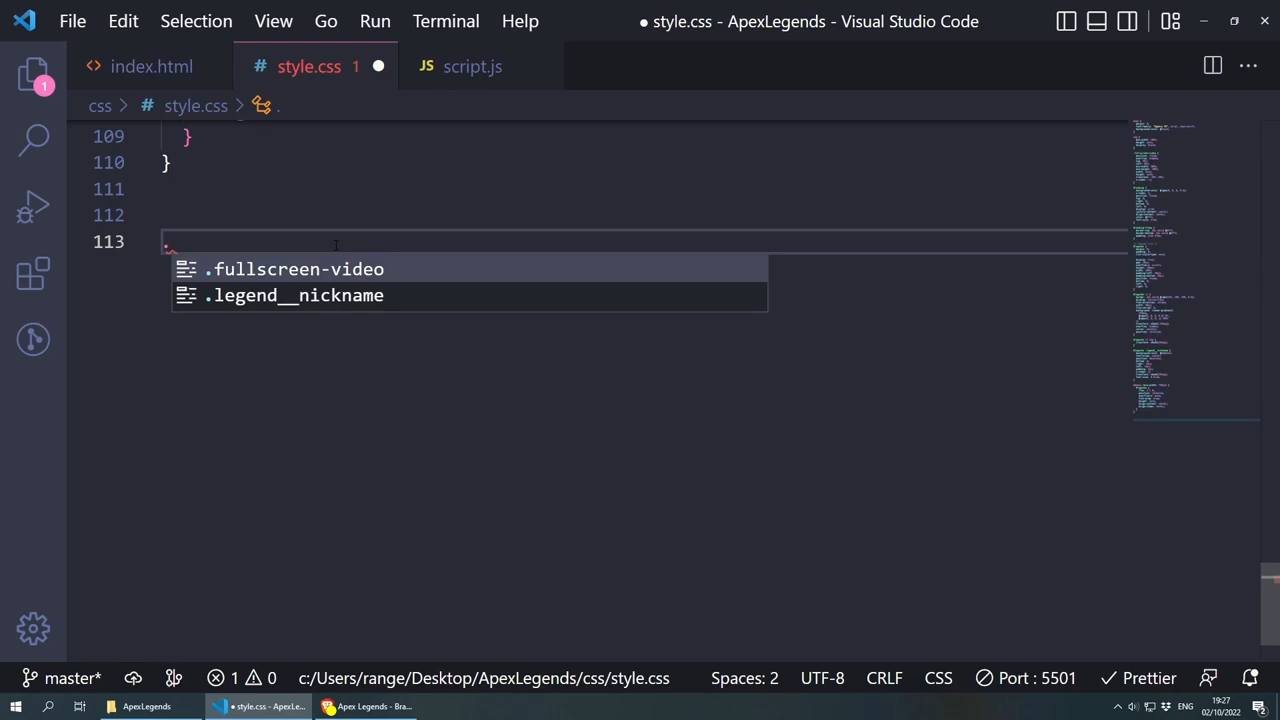 File Edit Selection View Go Run Terminal Help ● style.css - ApexLegends - Visual Studio Code
<> index.html # style.css 1 ● JS script.js
1
css > # style.css > .
109 }
110 }
111
112
113 .
.fullscreen-video
.legend__nickname
master* 1 0 c:/Users/range/Desktop/ApexLegends/css/style.css Spaces: 2 UTF-8 CRLF CSS Port : 5501 Prettier
ApexLegends ● style.css - ApexLe... Apex Legends - Bra... ENG 19:27
02/10/2022 2